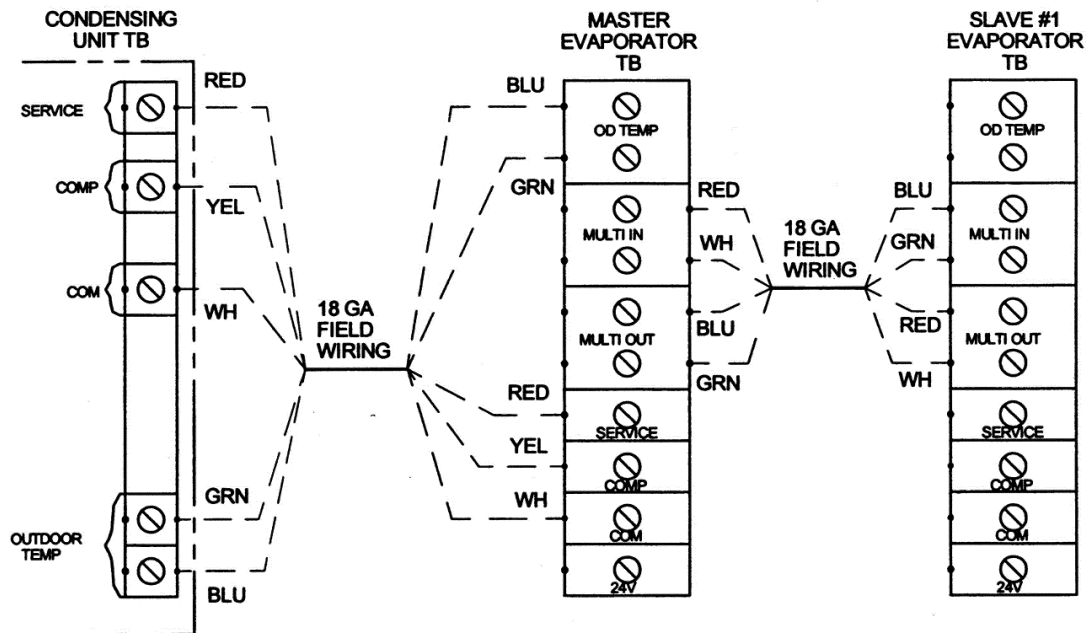 CONDENSING
UNIT TB
SERVICE
RED
COMP
YEL
COM
WH
18 GA
FIELD
WIRING
GRN
OUTDOOR
TEMP
BLU
MASTER
EVAPORATOR
TB
BLU
GRN
OD TEMP
MULTI IN
MULTI OUT
RED
SERVICE
YEL
COMP
WH
COM
24V
RED
WH
BLU
GRN
18 GA
FIELD
WIRING
BLU
GRN
RED
WH
SLAVE #1
EVAPORATOR
TB
OD TEMP
MULTI IN
MULTI OUT
SERVICE
COMP
COM
24V